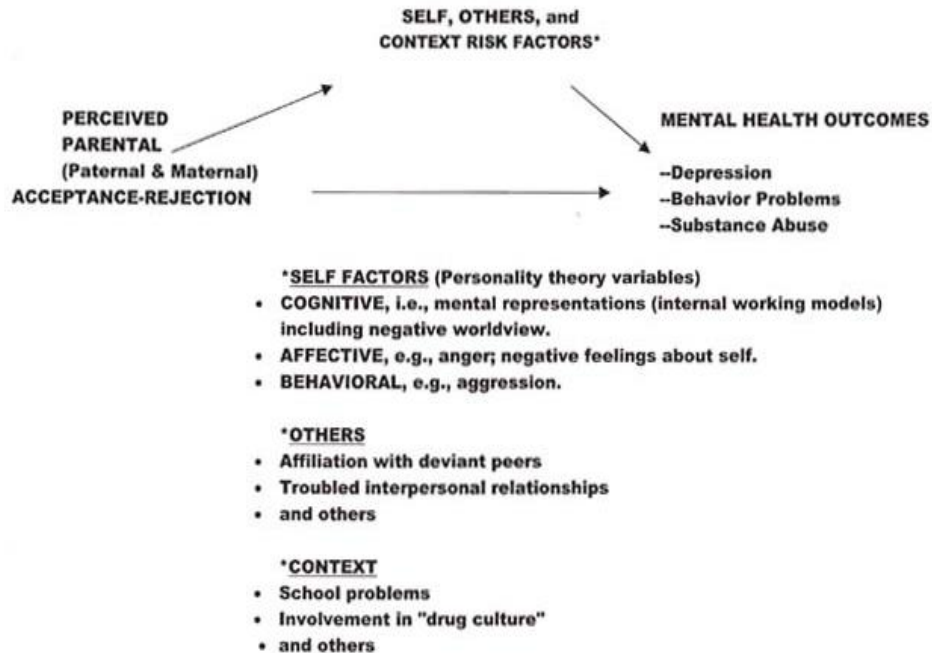 SELF, OTHERS, and
CONTEXT RISK FACTORS*
PERCEIVED
PARENTAL
(Paternal & Maternal)
ACCEPTANCE-REJECTION
MENTAL HEALTH OUTCOMES
--Depression
--Behavior Problems
--Substance Abuse
*SELF FACTORS (Personality theory variables)
• COGNITIVE, i.e., mental representations (internal working models)
including negative worldview.
• AFFECTIVE, e.g., anger; negative feelings about self.
• BEHAVIORAL, e.g., aggression.
*OTHERS
• Affiliation with deviant peers
• Troubled interpersonal relationships
• and others
*CONTEXT
• School problems
• Involvement in "drug culture"
• and others